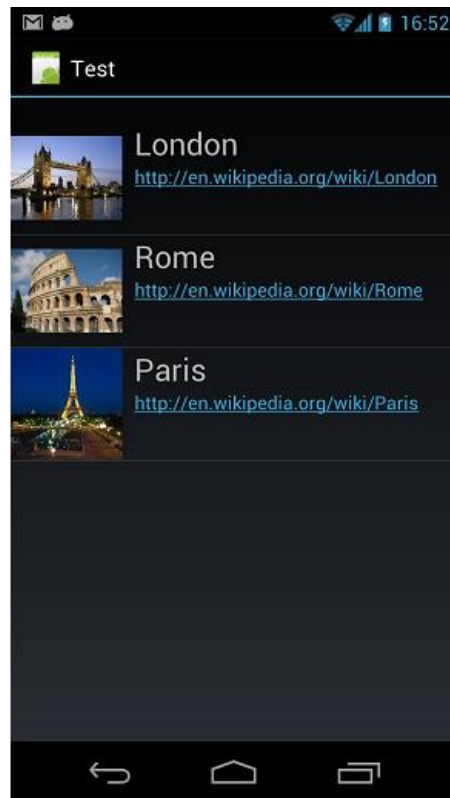 16:52
Test
London
http://en.wikipedia.org/wiki/London
Rome
http://en.wikipedia.org/wiki/Rome
Paris
http://en.wikipedia.org/wiki/Paris